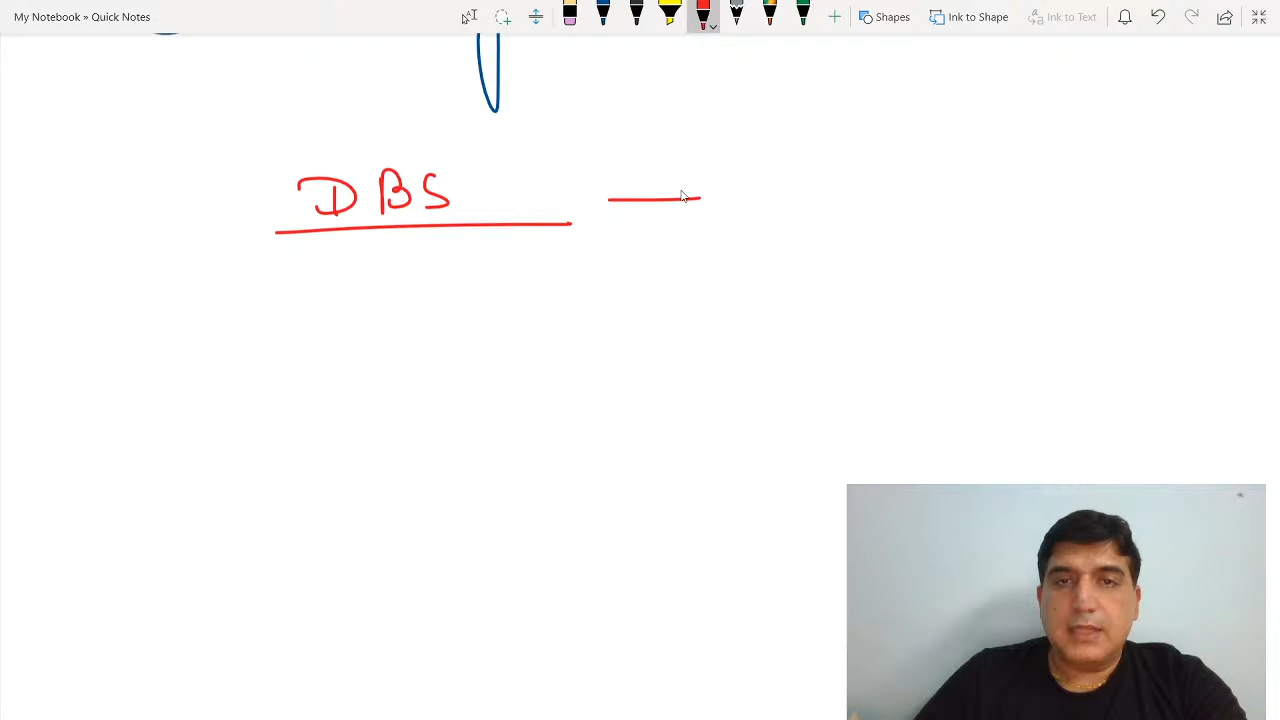 My Notebook » Quick Notes
Shapes
Ink to Shape
Ink to Text
DBS